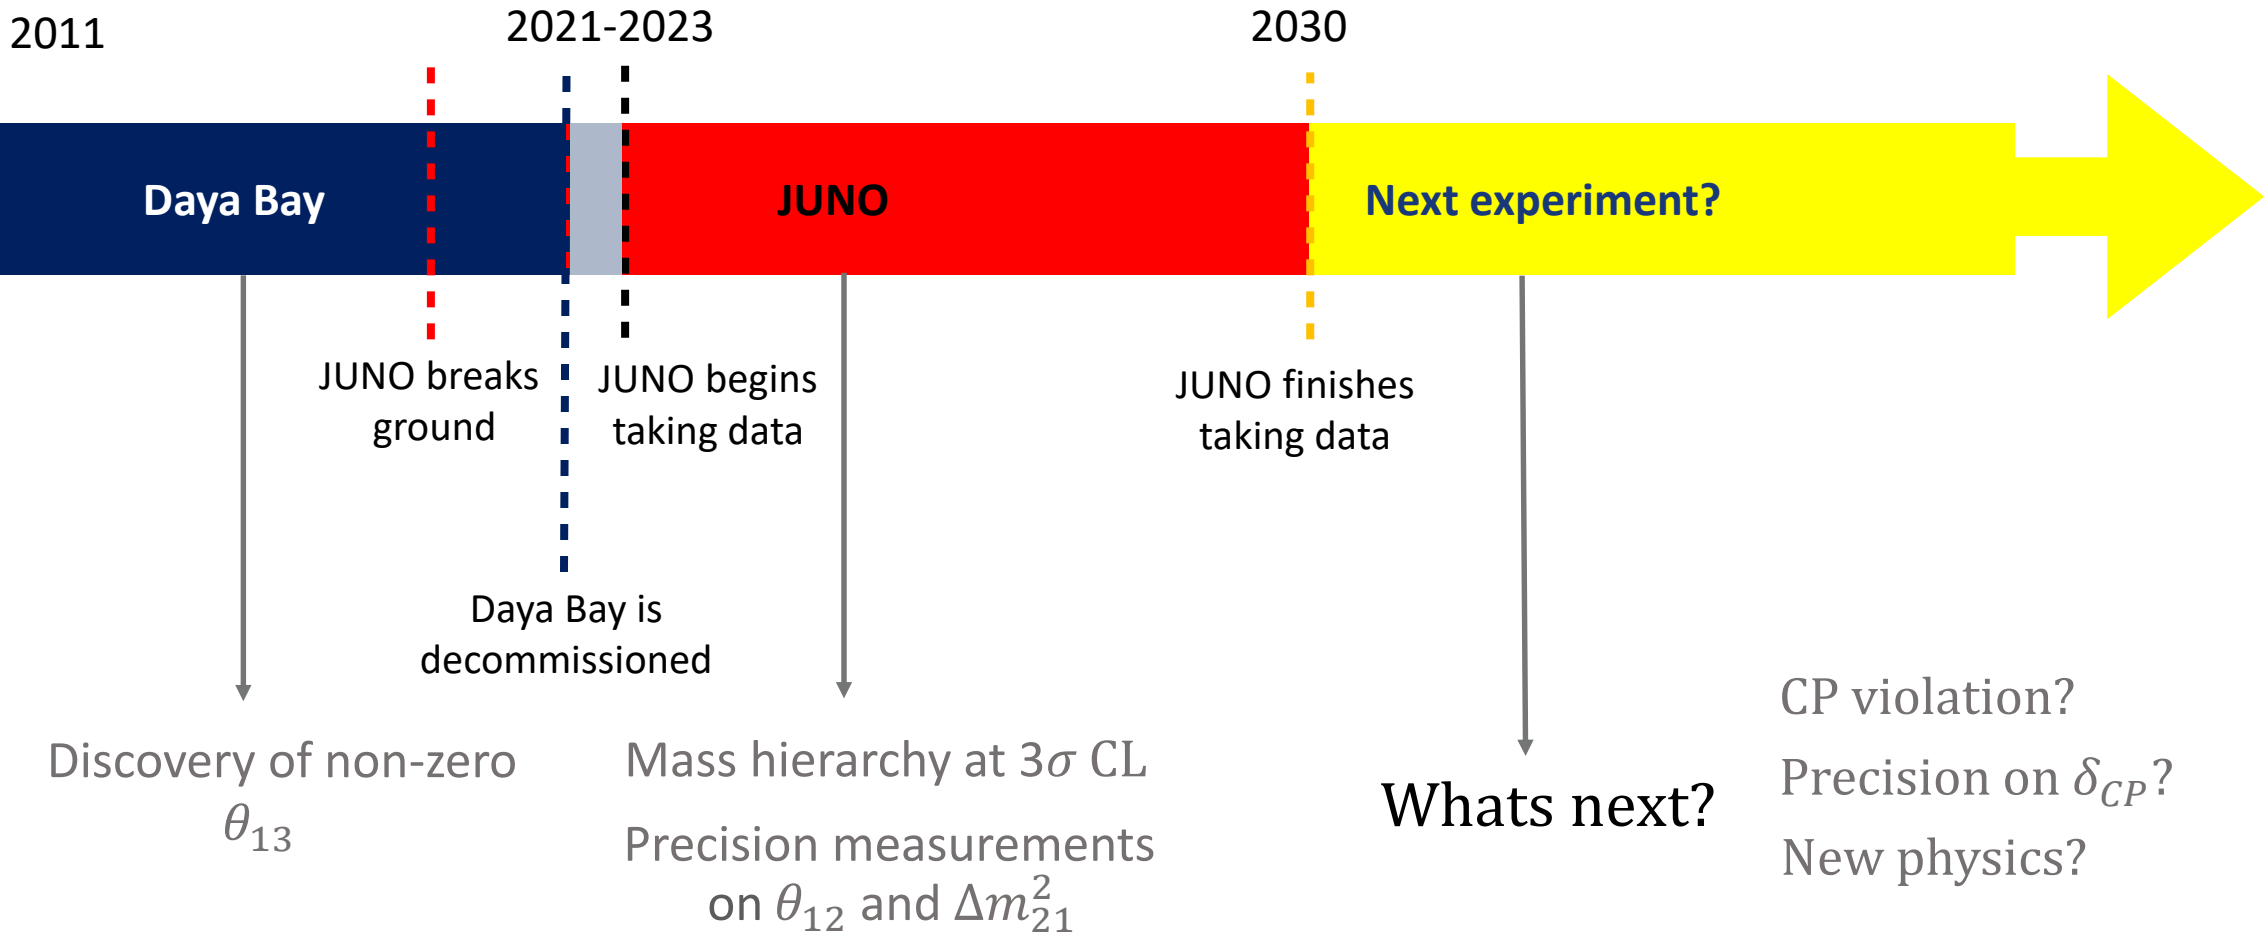 2011
2021-2023
2030
Daya Bay
JUNO
Next experiment?
JUNO breaks
ground
JUNO begins
taking data
JUNO finishes
taking data
Daya Bay is
decommissioned
Discovery of non-zero
θ₁₃
Mass hierarchy at 3σ CL
Precision measurements
on θ₁₂ and Δm²₂₁
Whats next?
CP violation?
Precision on δ_CP?
New physics?